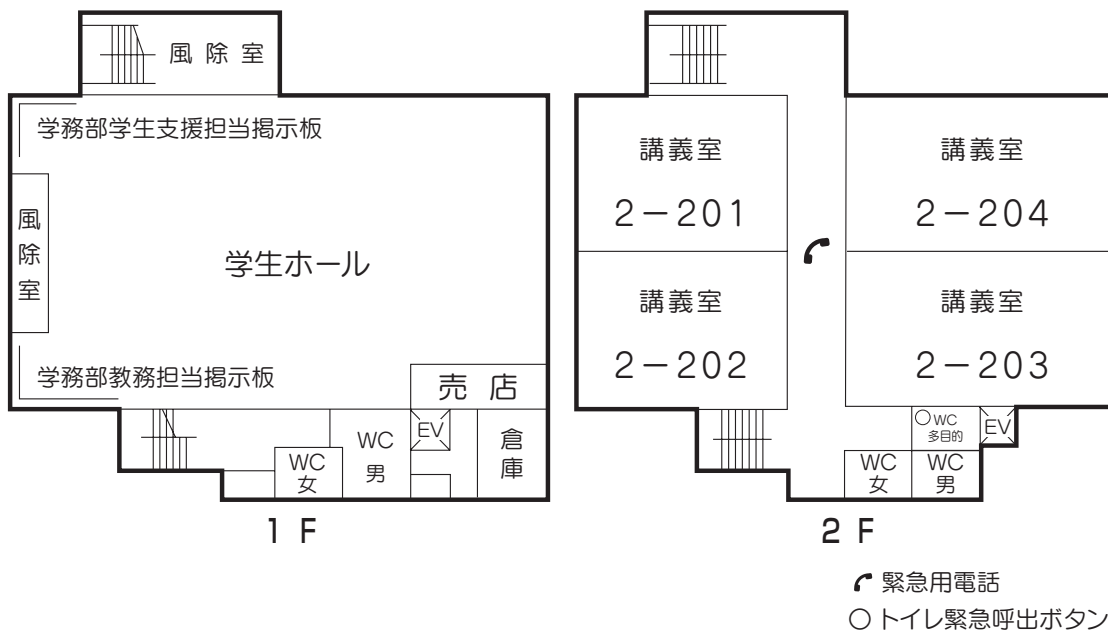 風除室
学務部学生支援担当掲示板
風除室
学生ホール
学務部教務担当掲示板
売店
EV
WC
男
WC
女
倉庫
1 F
講義室
2－201
講義室
2－204
講義室
2－202
講義室
2－203
WC
多目的
EV
WC
女
WC
男
2 F
緊急用電話
○ トイレ緊急呼出ボタン